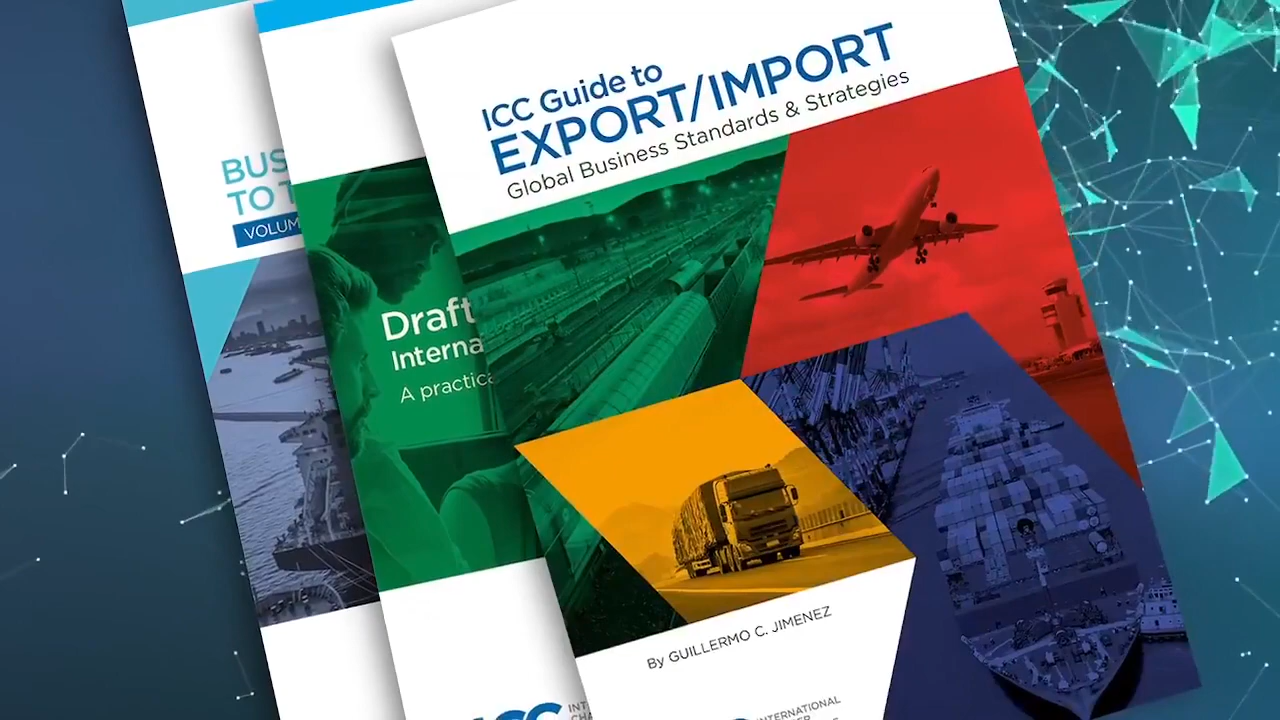 ICC Guide to
EXPORT/IMPORT
Global Business Standards & Strategies
By GUILLERMO C. JIMENEZ
INTERNATIONAL
Draft
A practica
VOLUM
TO T
BUS
Interna
ICC